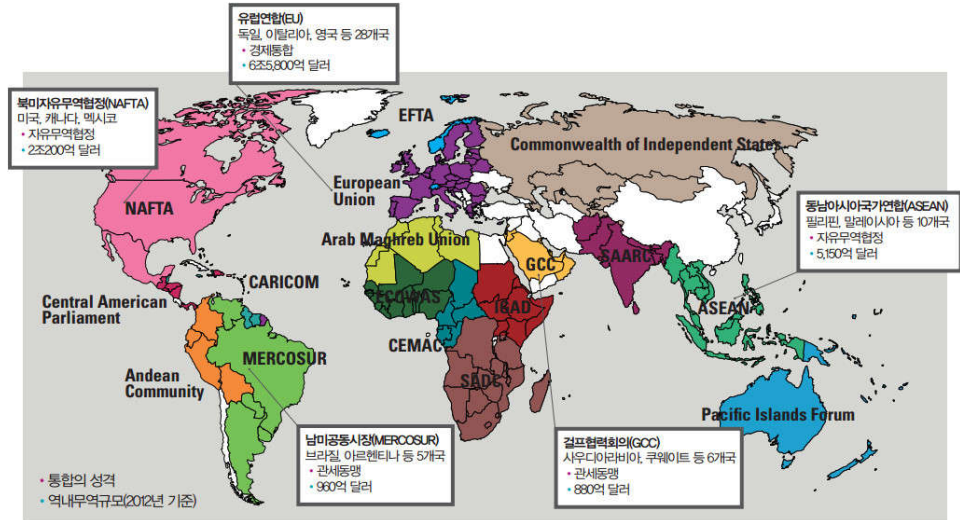 유럽연합(EU)
독일, 이탈리아, 영국 등 28개국
• 경제통합
• 6조5,800억 달러
북미자유무역협정(NAFTA)
미국, 캐나다, 멕시코
• 자유무역협정
• 2조200억 달러
EFTA
Commonwealth of Independent States
European
Union
NAFTA
동남아시아국가연합(ASEAN)
필리핀, 말레이시아 등 10개국
• 자유무역협정
• 5,150억 달러
Arab Maghreb Union
GCC
SAARC
CARICOM
ECOWAS
IGAD
ASEAN
Central American
Parliament
CEMAC
MERCOSUR
SADC
Andean
Community
Pacific Islands Forum
남미공동시장(MERCOSUR)
브라질, 아르헨티나 등 5개국
• 관세동맹
• 960억 달러
걸프협력회의(GCC)
사우디아라비아, 쿠웨이트 등 6개국
• 관세동맹
• 880억 달러
• 통합의 성격
• 역내무역규모(2012년 기준)